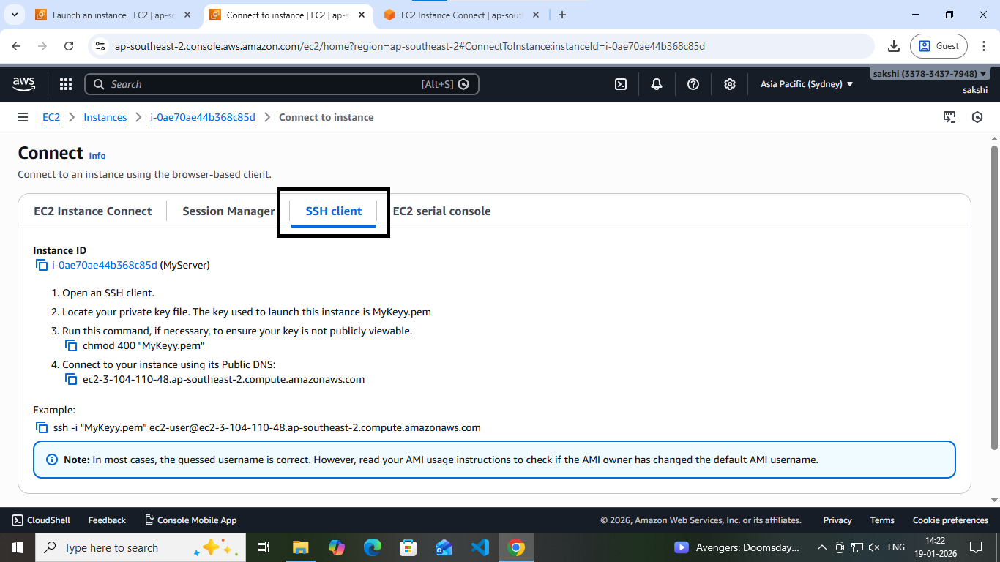 Launch an instance | EC2 | ap-sc
Connect to instance | EC2 | ap-s
EC2 Instance Connect | ap-sout
ap-southeast-2.console.aws.amazon.com/ec2/home?region=ap-southeast-2#ConnectToInstance:instanceId=i-0ae70ae44b368c85d
Guest
aws
Search
[Alt+S]
Asia Pacific (Sydney)
sakshi (3378-3437-7948)
sakshi
EC2
Instances
i-0ae70ae44b368c85d
Connect to instance
Connect Info
Connect to an instance using the browser-based client.
EC2 Instance Connect
Session Manager
SSH client
EC2 serial console
Instance ID
i-0ae70ae44b368c85d (MyServer)
1. Open an SSH client.
2. Locate your private key file. The key used to launch this instance is MyKeyy.pem
3. Run this command, if necessary, to ensure your key is not publicly viewable.
chmod 400 "MyKeyy.pem"
4. Connect to your instance using its Public DNS:
ec2-3-104-110-48.ap-southeast-2.compute.amazonaws.com
Example:
ssh -i "MyKeyy.pem" ec2-user@ec2-3-104-110-48.ap-southeast-2.compute.amazonaws.com
Note: In most cases, the guessed username is correct. However, read your AMI usage instructions to check if the AMI owner has changed the default AMI username.
CloudShell
Feedback
Console Mobile App
© 2026, Amazon Web Services, Inc. or its affiliates.
Privacy
Terms
Cookie preferences
Type here to search
Avengers: Doomsday...
ENG
14:22
19-01-2026